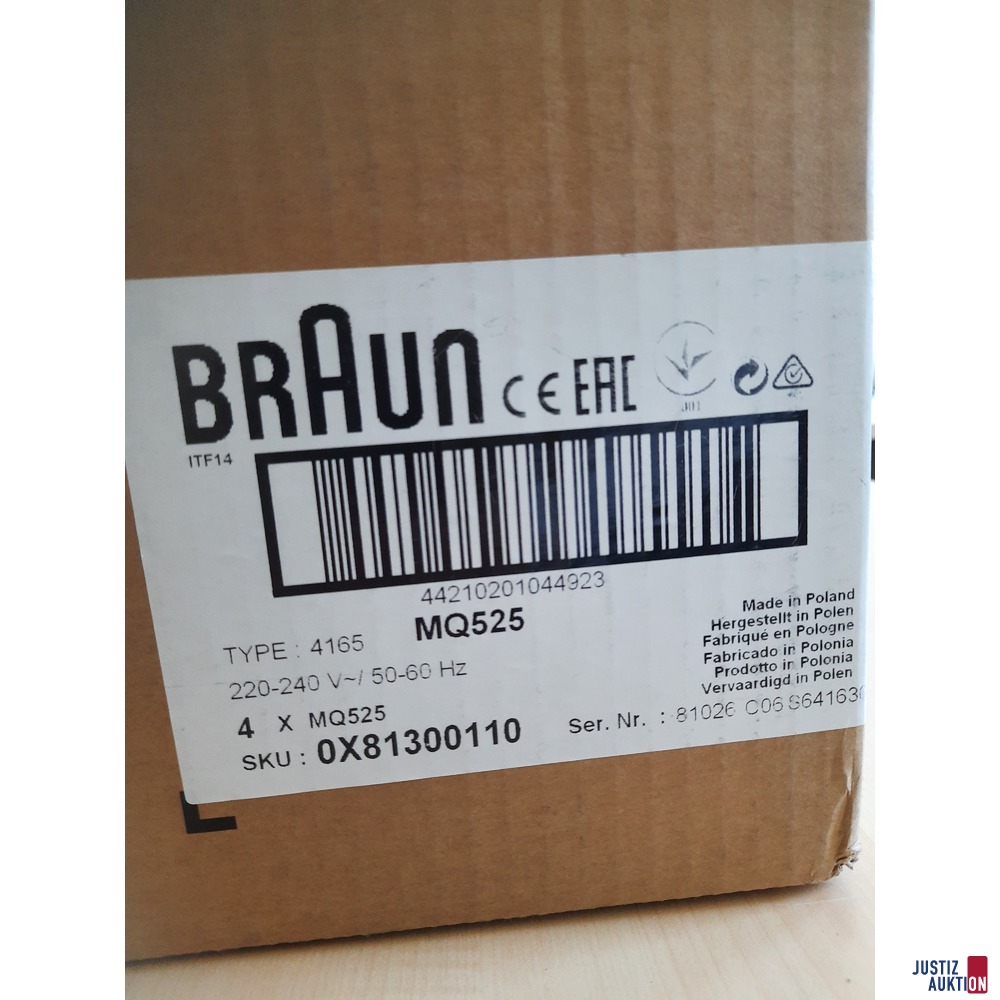 BRAUN CE EAC
ITF14
44210201044923
MQ525
TYPE : 4165
220-240 V~/ 50-60 Hz
4 X MQ525
SKU : 0X81300110
Made in Poland
Hergestellt in Polen
Fabriqué en Pologne
Fabricado in Polonia
Prodotto in Polonia
Vervaardigd in Polen
Ser. Nr. : 81026 C06 S64163
JUSTIZ
AUKTION